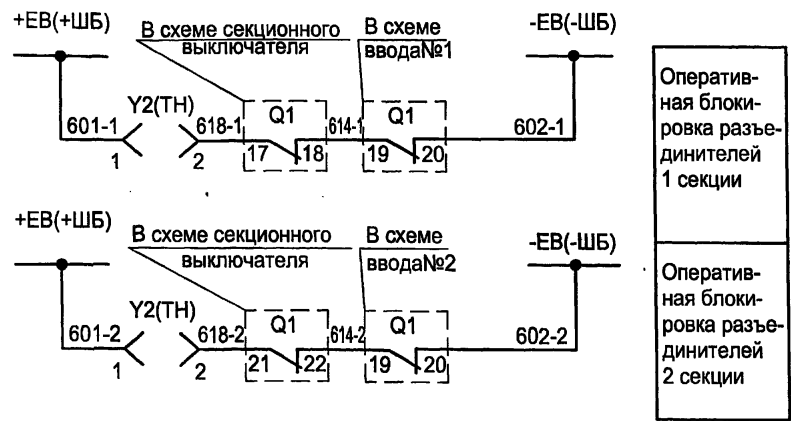 +ЕВ(+ШБ)
В схеме секционного
выключателя
В схеме
ввода№1
-ЕВ(-ШБ)
601-1
Y2(ТН)
618-1
Q1
614-1
Q1
602-1
1
2
17
18
19
20
Оператив-
ная блоки-
ровка разъе-
динителей
1 секции
+ЕВ(+ШБ)
В схеме секционного
выключателя
В схеме
ввода№2
-ЕВ(-ШБ)
601-2
Y2(ТН)
618-2
Q1
614-2
Q1
602-2
1
2
21
22
19
20
Оператив-
ная блоки-
ровка разъе-
динителей
2 секции